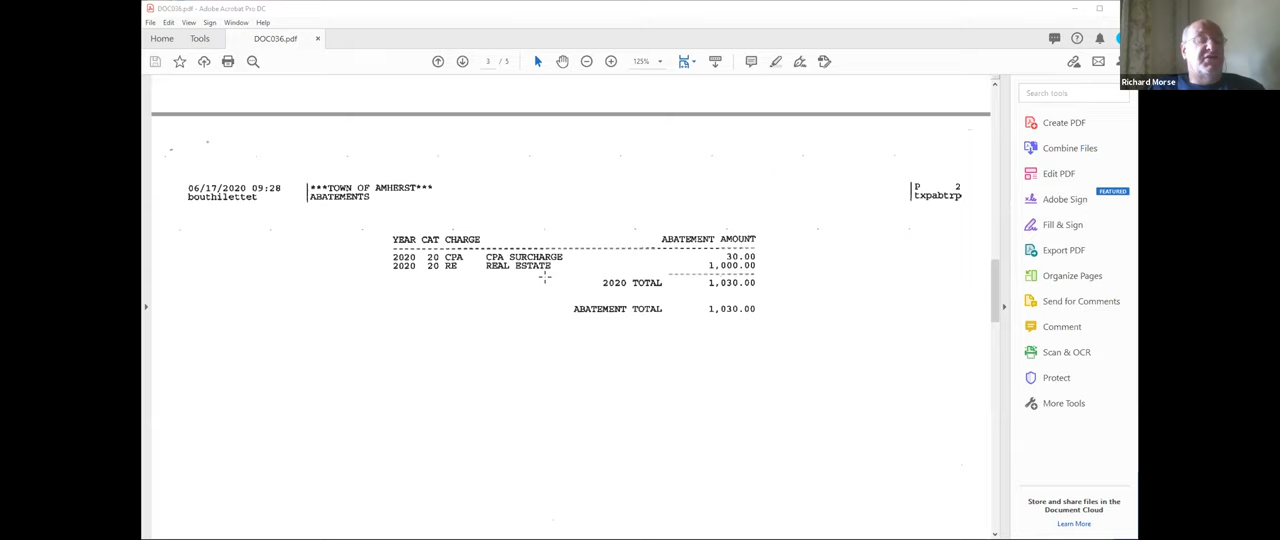 DOC036.pdf - Adobe Acrobat Pro DC
File Edit View Sign Window Help
Home Tools DOC036.pdf ×
3 / 5 125%
Richard Morse
Search tools
Create PDF
Combine Files
Edit PDF
FEATURED
Adobe Sign
Fill & Sign
Export PDF
Organize Pages
Send for Comments
Comment
Scan & OCR
Protect
More Tools
Store and share files in the
Document Cloud
Learn More
06/17/2020 09:28 ***TOWN OF AMHERST*** P 2
bouthilettet ABATEMENTS txpabtrp
YEAR CAT CHARGE ABATEMENT AMOUNT
2020 20 CPA CPA SURCHARGE 30.00
2020 20 RE REAL ESTATE 1,000.00
2020 TOTAL 1,030.00
ABATEMENT TOTAL 1,030.00